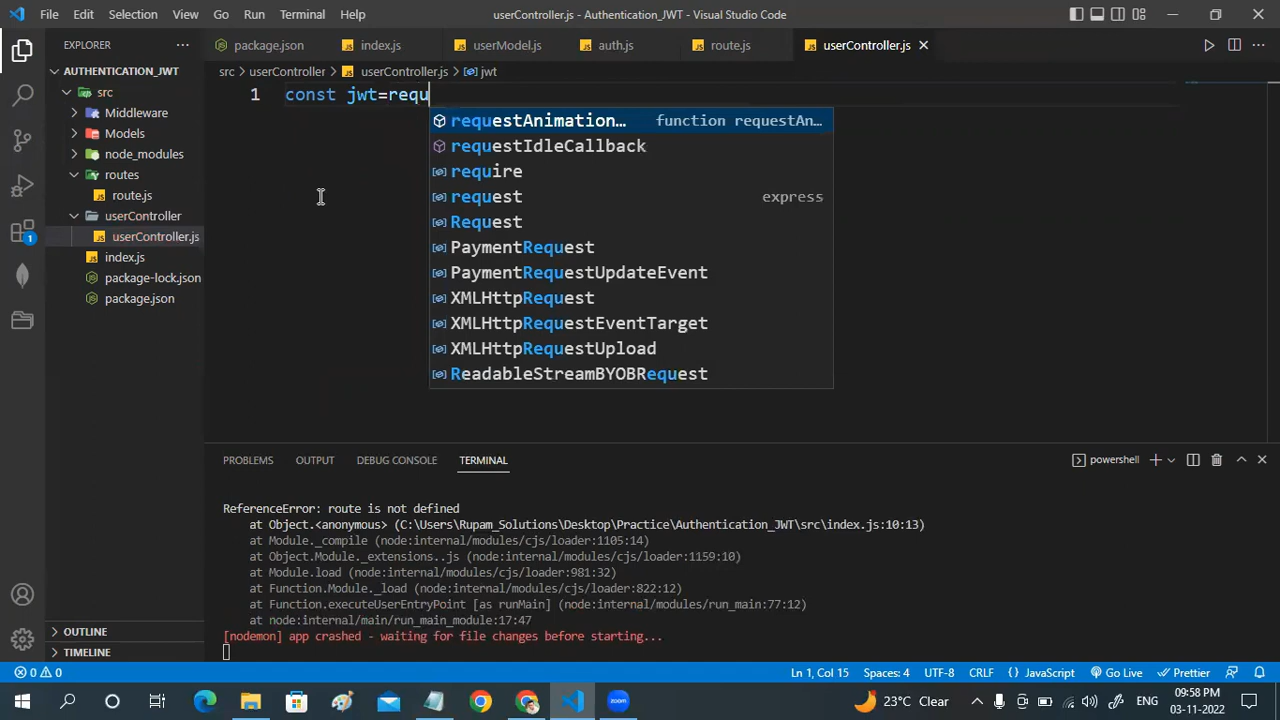 File Edit Selection View Go Run Terminal Help
userController.js - Authentication_JWT - Visual Studio Code
EXPLORER
package.json
index.js
userModel.js
auth.js
route.js
userController.js
AUTHENTICATION_JWT
src > userController > userController.js > jwt
src
Middleware
Models
node_modules
routes
route.js
userController
userController.js
index.js
package-lock.json
package.json
1 const jwt=requ
requestAnimation… function requestAn…
requestIdleCallback
require
request express
Request
PaymentRequest
PaymentRequestUpdateEvent
XMLHttpRequest
XMLHttpRequestEventTarget
XMLHttpRequestUpload
ReadableStreamBYOBRequest
1
PROBLEMS OUTPUT DEBUG CONSOLE TERMINAL
powershell
ReferenceError: route is not defined
at Object.<anonymous> (C:\Users\Rupam_Solutions\Desktop\Practice\Authentication_JWT\src\index.js:10:13)
at Module._compile (node:internal/modules/cjs/loader:1105:14)
at Object.Module._extensions..js (node:internal/modules/cjs/loader:1159:10)
at Module.load (node:internal/modules/cjs/loader:981:32)
at Function.Module._load (node:internal/modules/cjs/loader:822:12)
at Function.executeUserEntryPoint [as runMain] (node:internal/modules/run_main:77:12)
at node:internal/main/run_main_module:17:47
[nodemon] app crashed - waiting for file changes before starting...
OUTLINE
TIMELINE
0 0
Ln 1, Col 15 Spaces: 4 UTF-8 CRLF JavaScript Go Live Prettier
23°C Clear
ENG
09:58 PM
03-11-2022